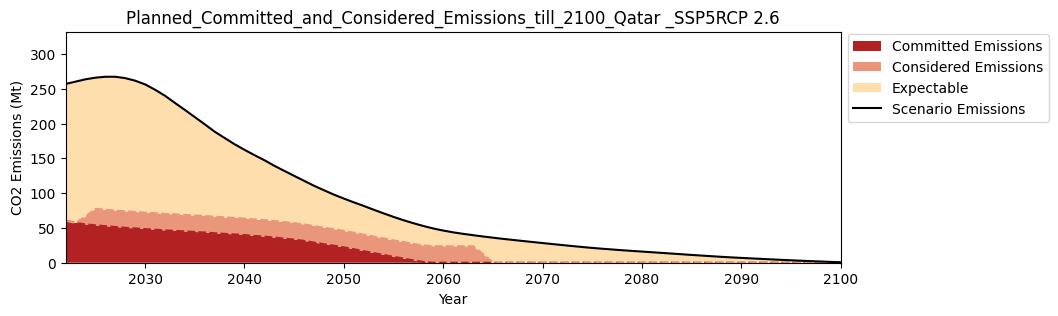 Planned_Committed_and_Considered_Emissions_till_2100_Qatar _SSP5RCP 2.6
CO2 Emissions (Mt)
300
250
200
150
100
50
0
2030 2040 2050 2060 2070 2080 2090 2100
Year
Committed Emissions
Considered Emissions
Expectable
Scenario Emissions